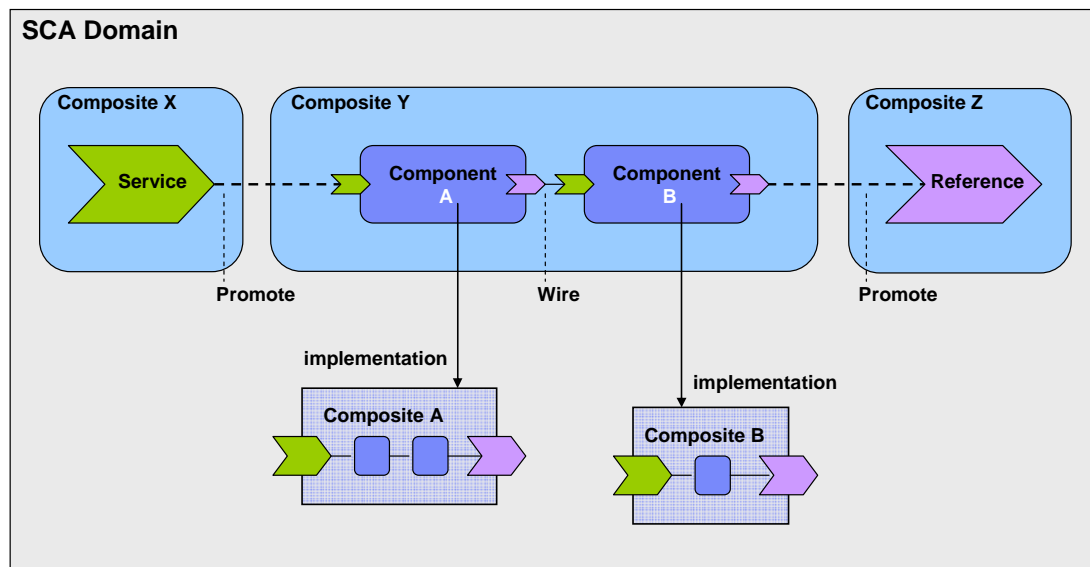 SCA Domain
Composite X
Composite Y
Composite Z
Service
Component
A
Component
B
Reference
Promote
Wire
Promote
implementation
implementation
Composite A
Composite B